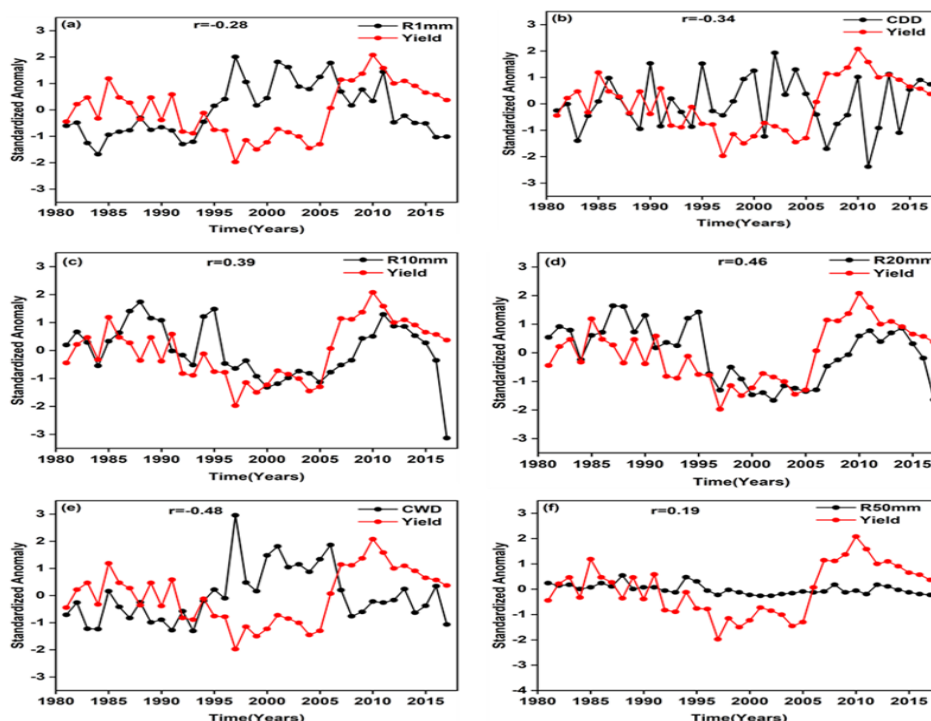 (a) r=-0.28 R1mm
Yield
Standardized Anomaly
3
2
1
0
-1
-2
-3
1980 1985 1990 1995 2000 2005 2010 2015
Time(Years)
(b) r=-0.34 CDD
Yield
Standardized Anomaly
3
2
1
0
-1
-2
-3
1980 1985 1990 1995 2000 2005 2010 2015
Time(Years)
(c) r=0.39 R10mm
Yield
Standardized Anomaly
3
2
1
0
-1
-2
-3
1980 1985 1990 1995 2000 2005 2010 2015
Time(Years)
(d) r=0.46 R20mm
Yield
Standardized Anomaly
3
2
1
0
-1
-2
-3
1980 1985 1990 1995 2000 2005 2010 2015
Time(Years)
(e) r=-0.48 CWD
Yield
Standardized Anomaly
3
2
1
0
-1
-2
-3
1980 1985 1990 1995 2000 2005 2010 2015
Time(Years)
(f) r=0.19 R50mm
Yield
Standardized Anomaly
3
2
1
0
-1
-2
-3
-4
1980 1985 1990 1995 2000 2005 2010 2015
Time(Years)